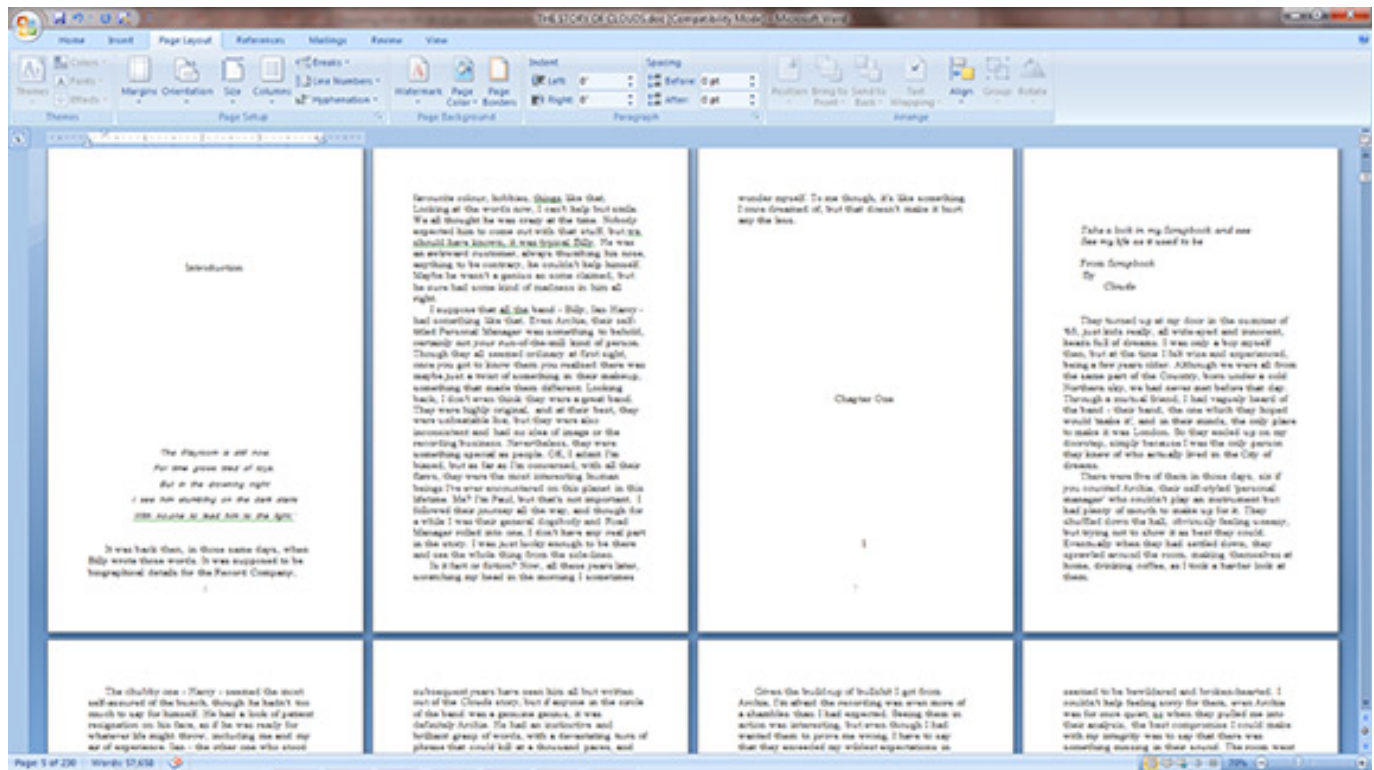 THE STORY OF CLOUDS.doc [Compatibility Mode] - Microsoft Word
Home Insert Page Layout References Mailings Review View
Themes
Colors
Fonts
Effects
Margins Orientation Size Columns
Breaks
Line Numbers
Hyphenation
Watermark Page Color Page Borders
Indent
Left: 0"
Right: 0"
Spacing
Before: 0 pt
After: 0 pt
Position Bring to Front Send to Back Text Wrapping Align Group Rotate
Themes Page Setup Page Background Paragraph Arrange
Introduction
The Playroom is still now
For time grows tired of toys
But in the drowning night
I see him stumbling on the dark stairs
With no-one to lead him to the light.'
It was back then, in those same days, when
Billy wrote those words. It was supposed to be
biographical details for the Record Company,
favourite colour, hobbies, things like that.
Looking at the words now, I can't help but smile.
We all thought he was crazy at the time. Nobody
expected him to come out with that stuff, but we
should have known, it was typical Billy. He was
an awkward customer, always thumbing his nose,
anything to be contrary, he couldn't help himself.
Maybe he wasn't a genius as some claimed, but
he sure had some kind of madness in him all
right.
I suppose that all the band - Billy, Ian Harry -
had something like that. Even Archie, their self-
titled Personal Manager was something to behold,
certainly not your run-of-the-mill kind of person.
Though they all seemed ordinary at first sight,
once you got to know them you realised there was
maybe just a twist of something in their makeup,
something that made them different. Looking
back, I don't even think they were a great band.
They were highly original, and at their best, they
were unbeatable live, but they were also
inconsistent and had no idea of image or the
recording business. Nevertheless, they were
something special as people. OK, I admit I'm
biased, but as far as I'm concerned, with all their
flaws, they were the most interesting human
beings I've ever encountered on this planet in this
lifetime. Me? I'm Paul, but that's not important. I
followed their journey all the way, and though for
a while I was their general dogsbody and Road
Manager rolled into one, I don't have any real part
in the story. I was just lucky enough to be there
and see the whole thing from the side-lines.
Is it fact or fiction? Now, all these years later,
scratching my head in the morning I sometimes
wonder myself. To me though, it's like something
I once dreamed of, but that doesn't make it hurt
any the less.
Chapter One
1
Take a look in my Scrapbook and see
See my life as it used to be
From Scrapbook
By
Clouds
They turned up at my door in the summer of
'65, just kids really, all wide-eyed and innocent,
heads full of dreams. I was only a boy myself
then, but at the time I felt wise and experienced,
being a few years older. Although we were all from
the same part of the Country, born under a cold
Northern sky, we had never met before that day.
Through a mutual friend, I had vaguely heard of
the band - their band, the one which they hoped
would 'make it', and in their minds, the only place
to make it was London. So they ended up on my
doorstep, simply because I was the only person
they knew of who actually lived in the City of
dreams.
There were five of them in those days, six if
you counted Archie, their self-styled 'personal
manager' who couldn't play an instrument but
had plenty of mouth to make up for it. They
shuffled down the hall, obviously feeling uneasy,
but trying not to show it as best they could.
Eventually when they had settled down, they
sprawled around the room, making themselves at
home, drinking coffee, as I took a harder look at
them.
The chubby one - Harry - seemed the most
self-assured of the bunch, though he hadn't too
much to say for himself. He had a look of patient
resignation on his face, as if he was ready for
whatever life might throw, including me and my
air of experience. Ian - the other one who stood
subsequent years have seen him all but written
out of the Clouds story, but if anyone in the circle
of the band was a genuine genius, it was
definitely Archie. He had an instinctive and
brilliant grasp of words, with a devastating turn of
phrase that could kill at a thousand paces, and
Given the build-up of bullshit I got from
Archie, I'm afraid the recording was even more of
a shambles than I had expected. Seeing them in
action was interesting, but even though I had
wanted them to prove me wrong, I have to say
that they exceeded my wildest expectations in
seemed to be bewildered and broken-hearted. I
couldn't help feeling sorry for them, even Archie
was for once quiet, as when they pulled me into
their analysis, the best compromise I could make
with my integrity was to say that there was
something missing in their sound. The room went
Page: 5 of 230 Words: 57,658 70%